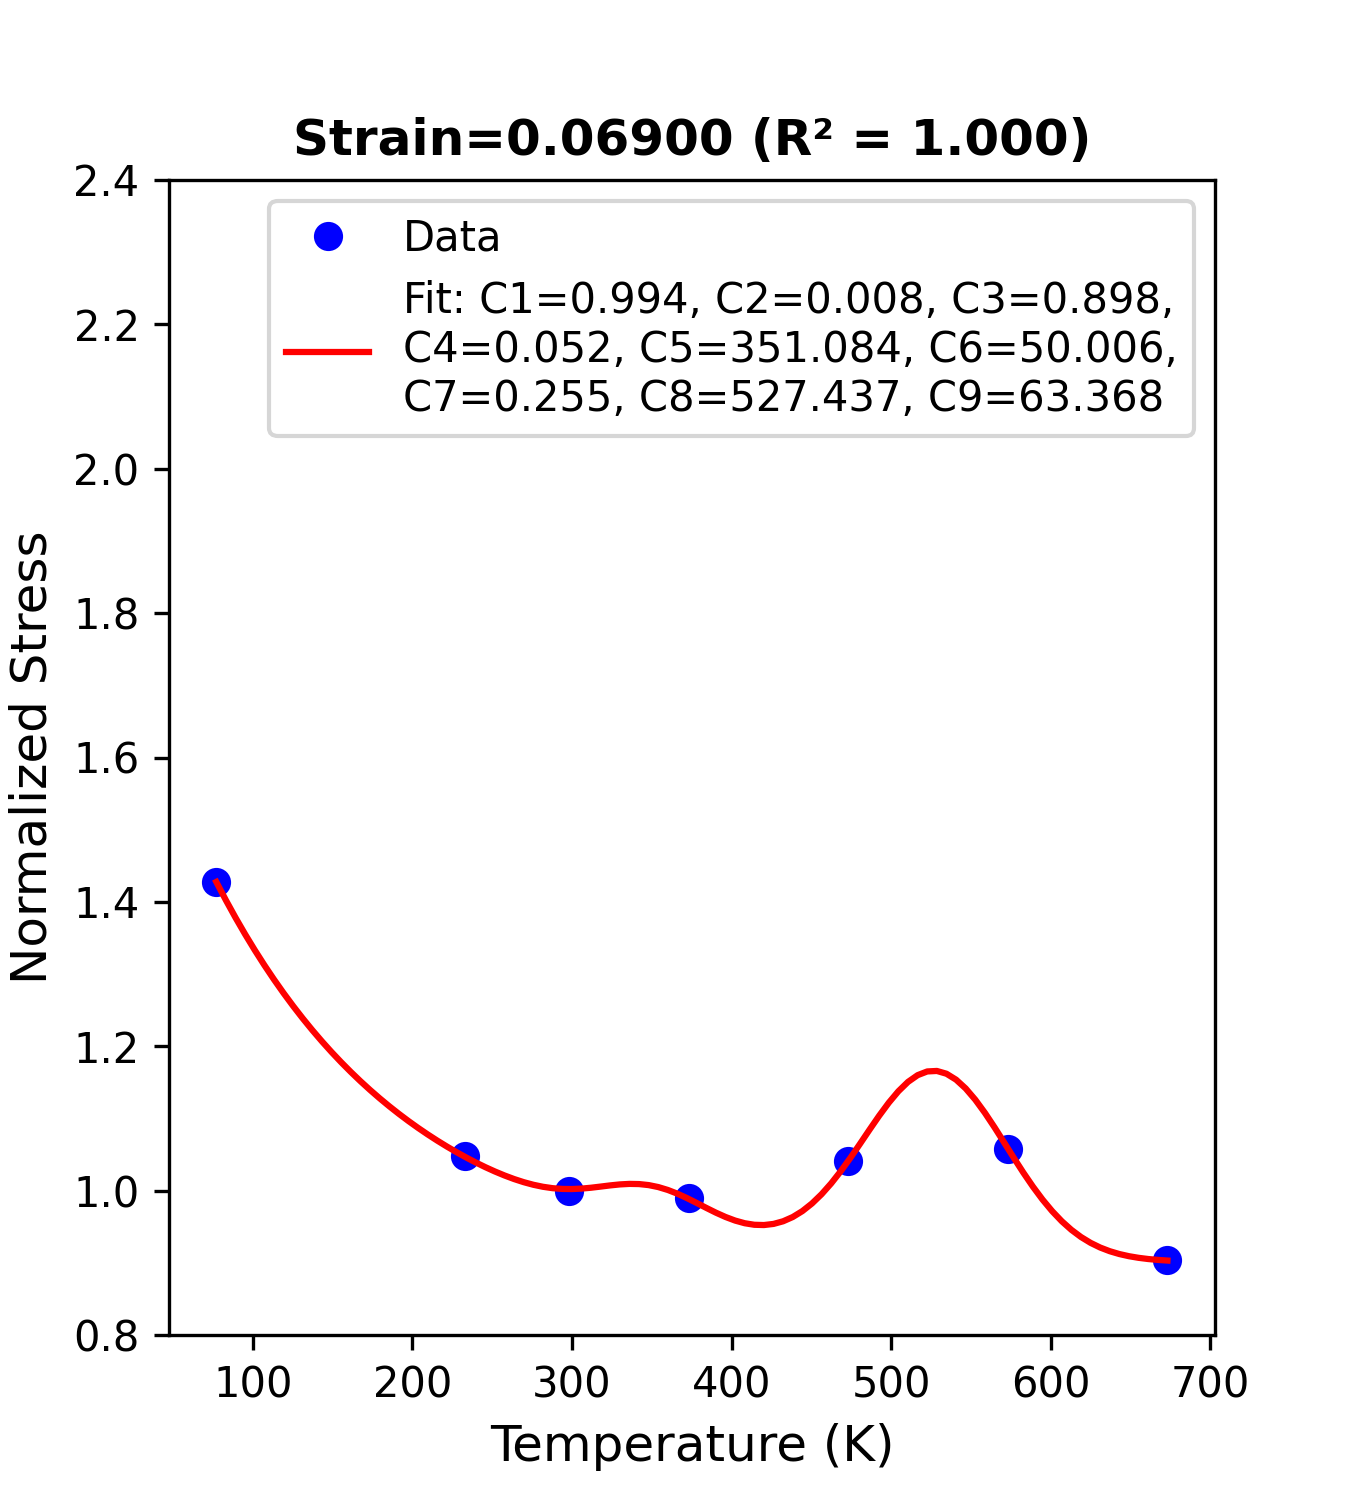 Strain=0.06900 (R² = 1.000)
Data
Fit: C1=0.994, C2=0.008, C3=0.898,
C4=0.052, C5=351.084, C6=50.006,
C7=0.255, C8=527.437, C9=63.368
2.4
2.2
2.0
1.8
1.6
1.4
1.2
1.0
0.8
Normalized Stress
100 200 300 400 500 600 700
Temperature (K)